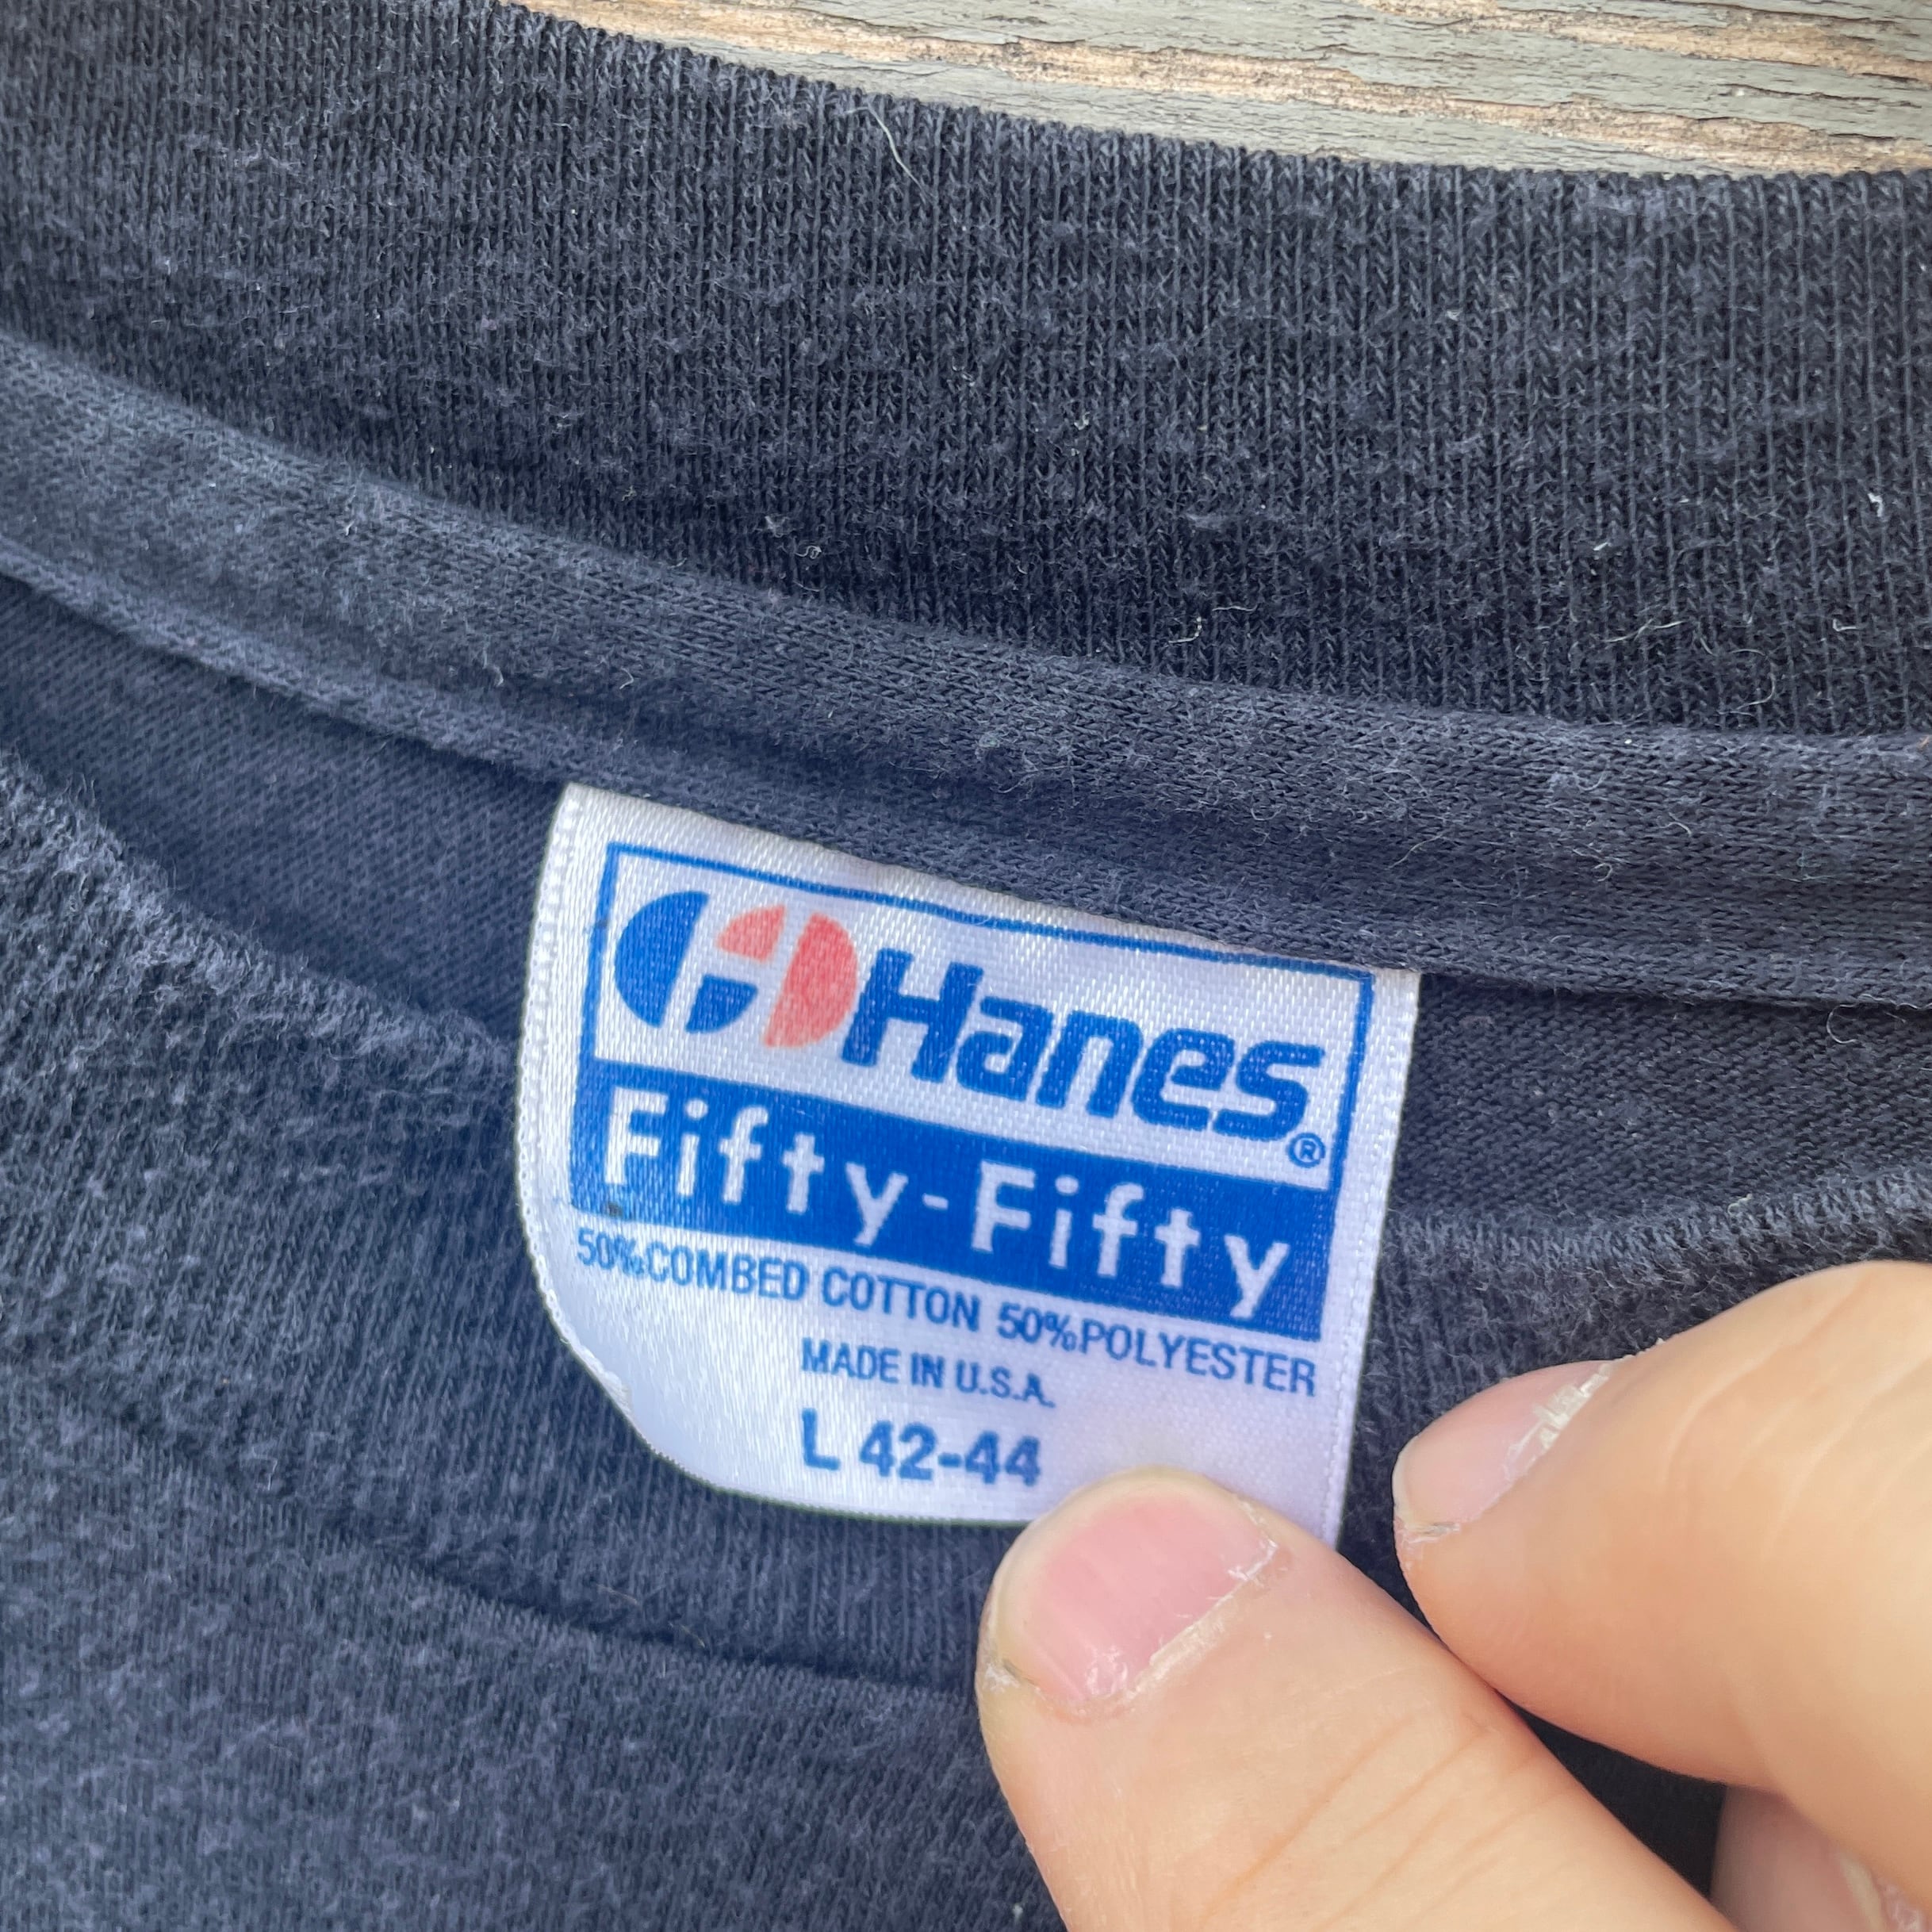 Hanes®
Fifty-Fifty
50%COMBED COTTON 50%POLYESTER
MADE IN U.S.A.
L 42-44